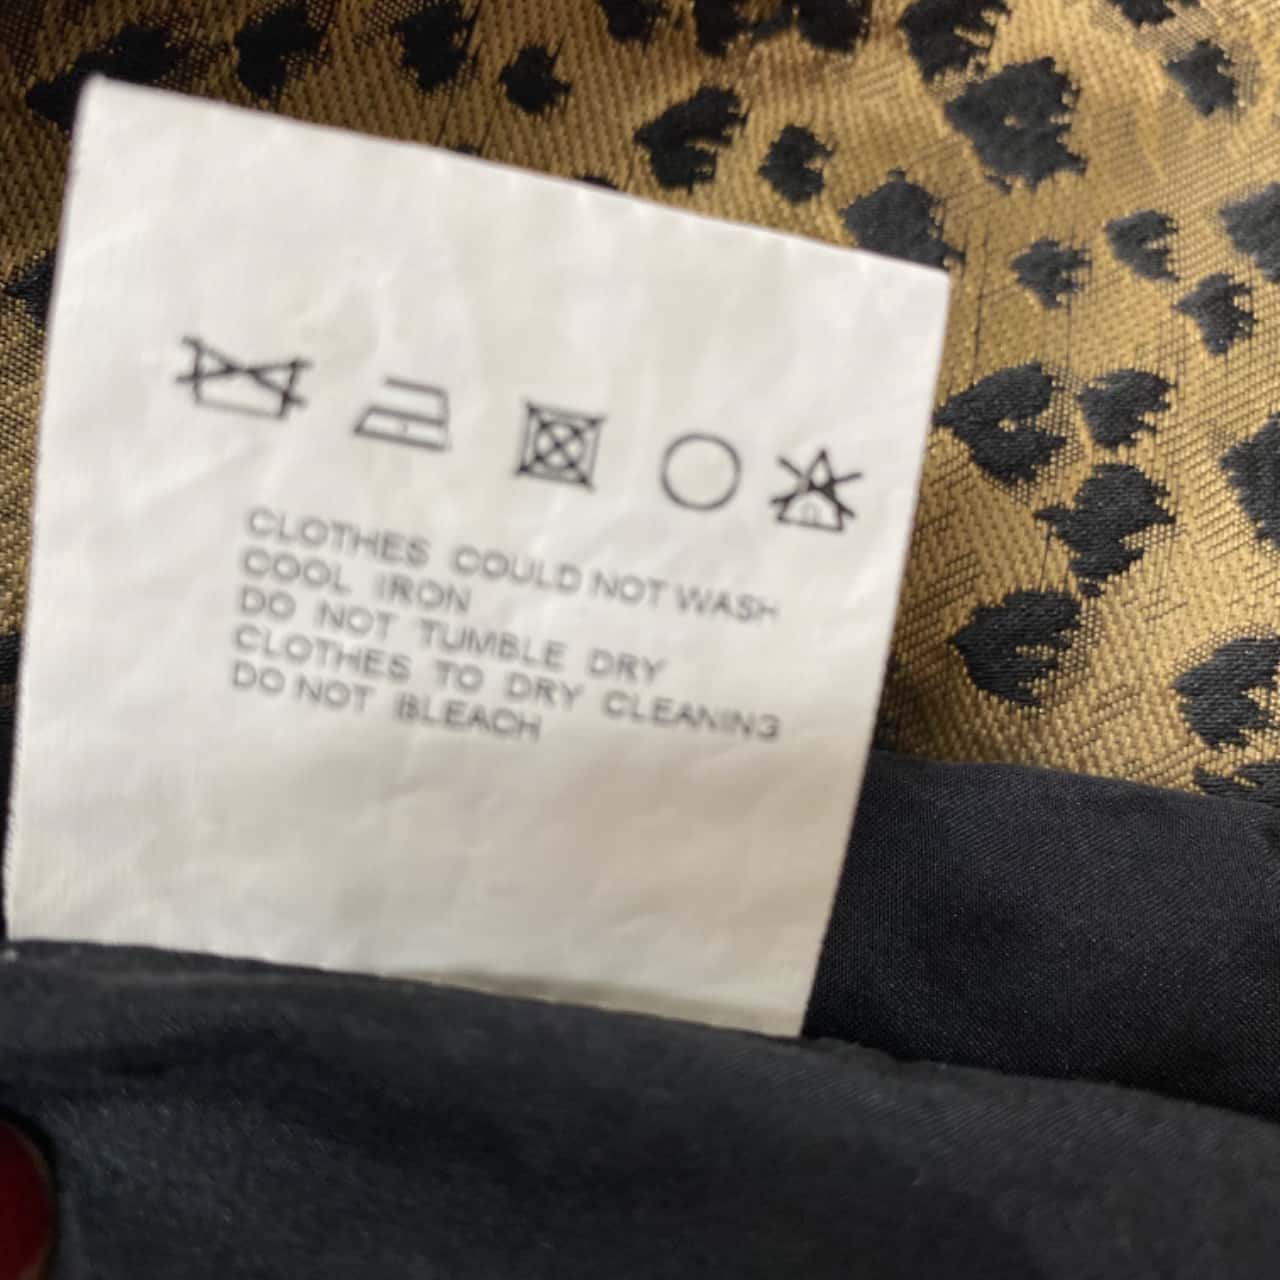 CLOTHES COULD NOT WASH
COOL IRON
DO NOT TUMBLE DRY
CLOTHES TO DRY CLEANING
DO NOT BLEACH